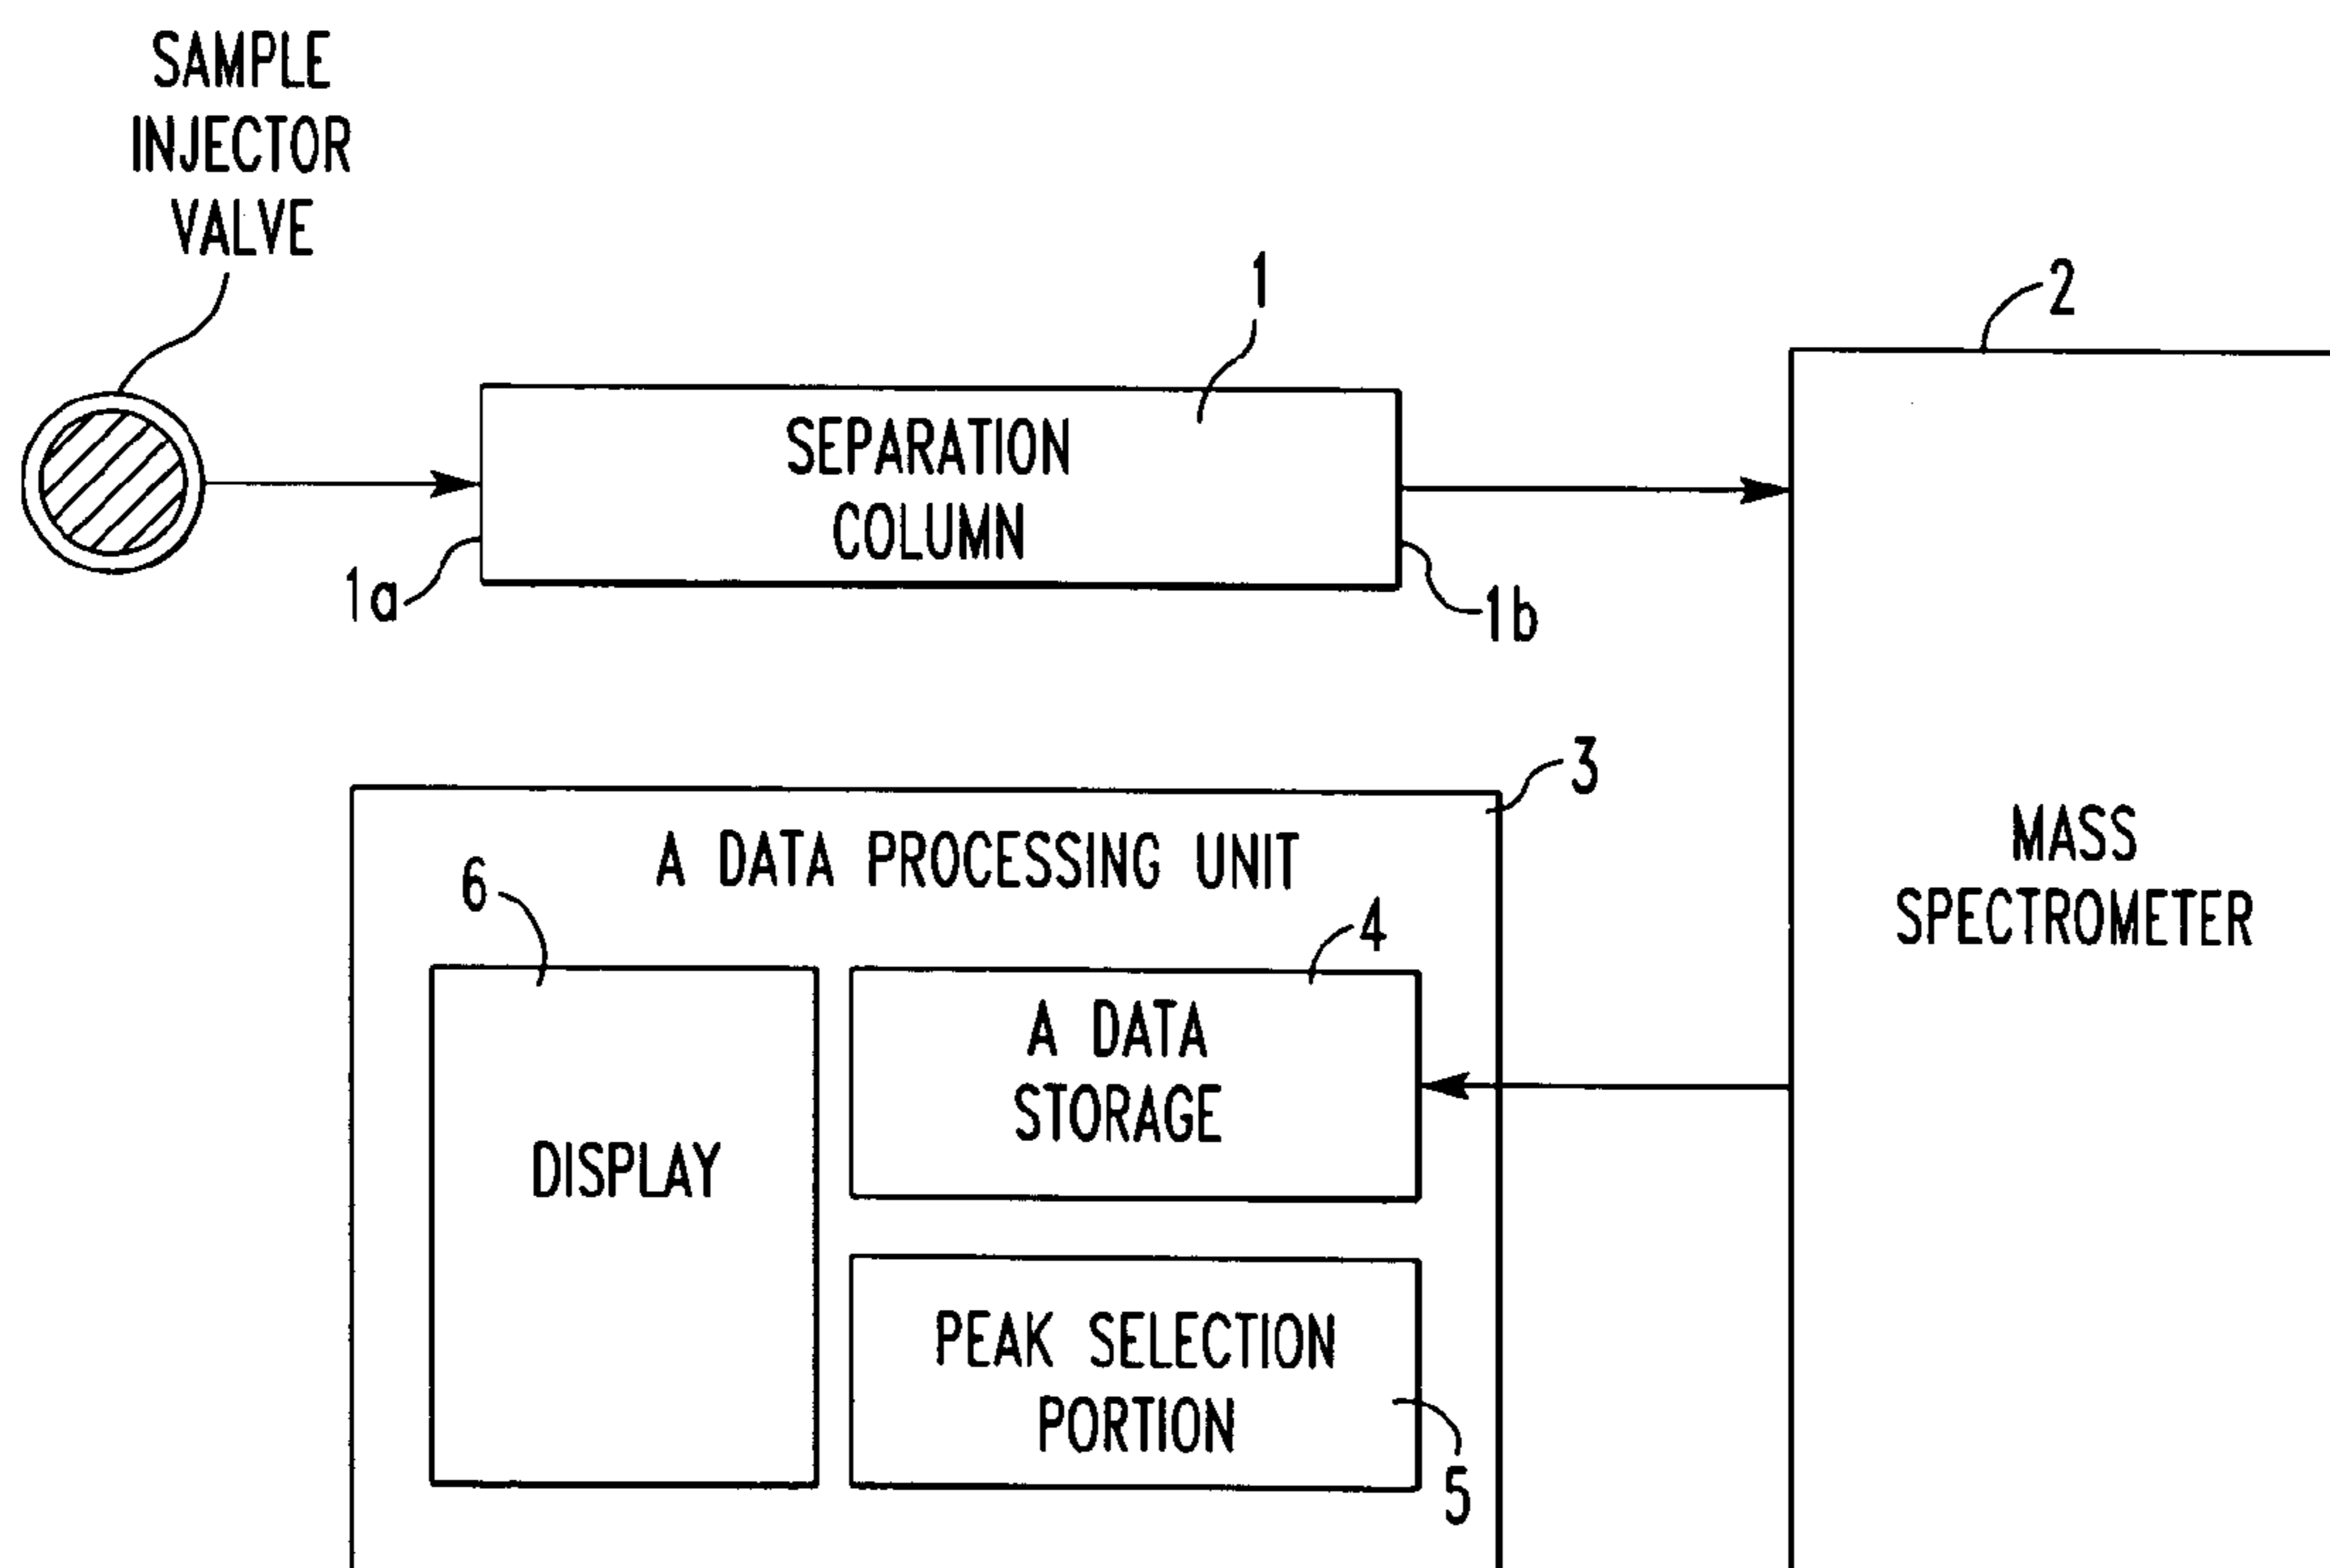 SAMPLE
INJECTOR
VALVE
1
2
SEPARATION
COLUMN
1a
1b
3
A DATA PROCESSING UNIT
MASS
SPECTROMETER
6
4
A DATA
STORAGE
DISPLAY
PEAK SELECTION
PORTION
5